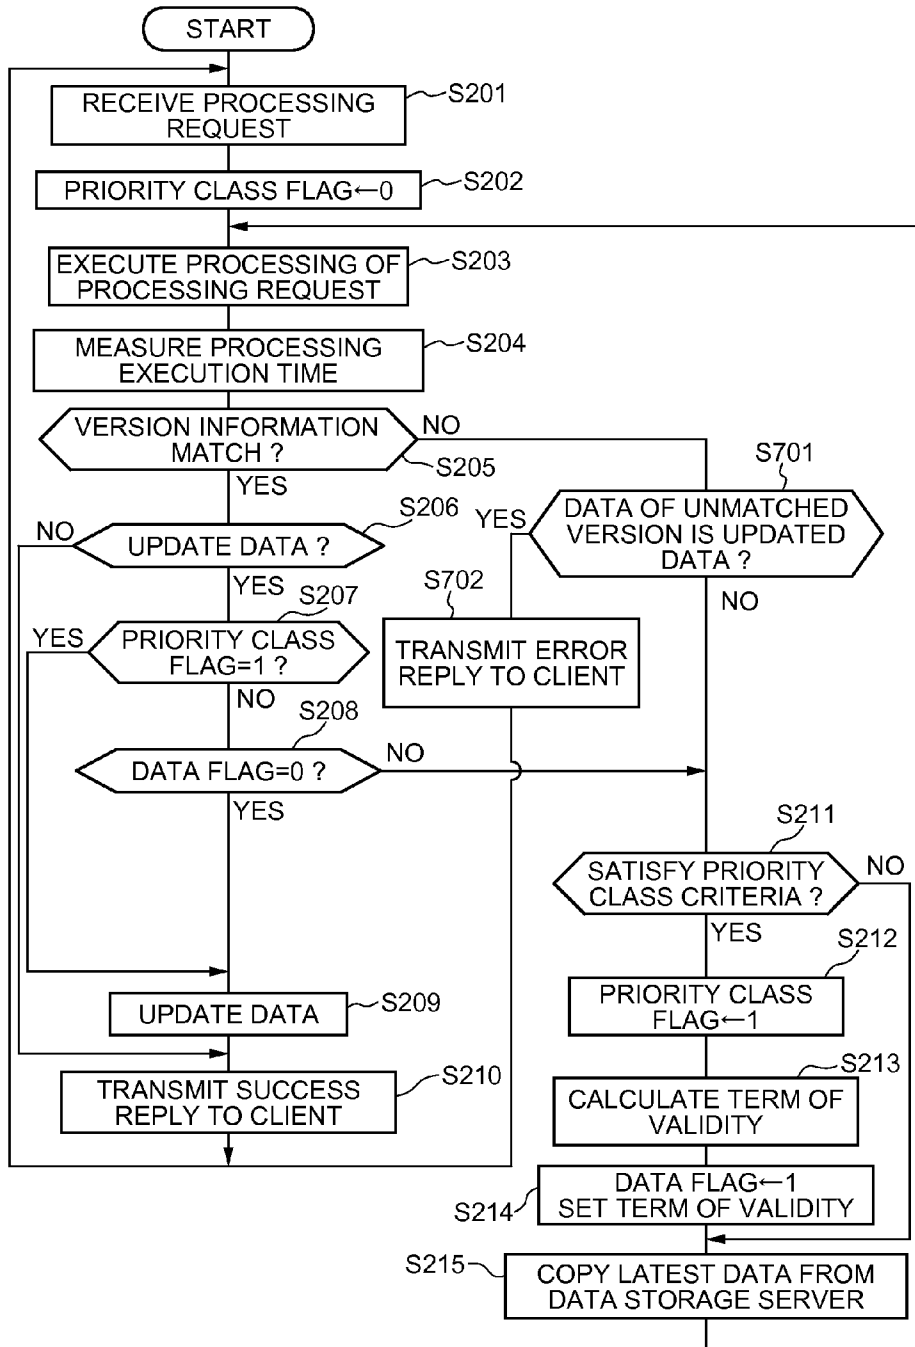 START
S201
RECEIVE PROCESSING
REQUEST
S202
PRIORITY CLASS FLAG←0
S203
EXECUTE PROCESSING OF
PROCESSING REQUEST
S204
MEASURE PROCESSING
EXECUTION TIME
VERSION INFORMATION
MATCH ?
NO
S205
YES
S701
DATA OF UNMATCHED
VERSION IS UPDATED
DATA ?
YES
NO
S206
NO
UPDATE DATA ?
YES
S702
TRANSMIT ERROR
REPLY TO CLIENT
S207
YES
PRIORITY CLASS
FLAG=1 ?
NO
S208
DATA FLAG=0 ?
NO
YES
S211
SATISFY PRIORITY
CLASS CRITERIA ?
NO
YES
S212
PRIORITY CLASS
FLAG←1
S209
UPDATE DATA
S210
TRANSMIT SUCCESS
REPLY TO CLIENT
S213
CALCULATE TERM OF
VALIDITY
S214
DATA FLAG←1
SET TERM OF VALIDITY
S215
COPY LATEST DATA FROM
DATA STORAGE SERVER